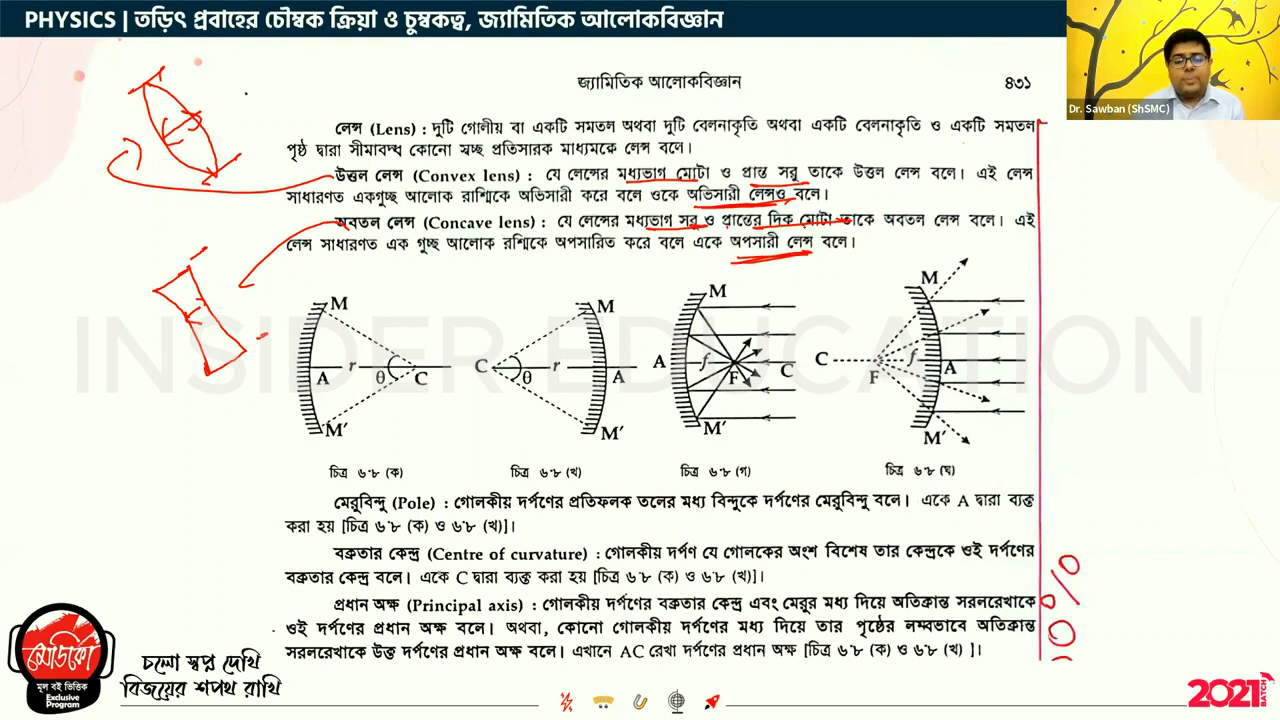 PHYSICS | তড়িৎ প্রবাহের চৌম্বক ক্রিয়া ও চুম্বকত্ব, জ্যামিতিক আলোকবিজ্ঞান
Dr. Sawban (ShSMC)
জ্যামিতিক আলোকবিজ্ঞান ৪৩১
লেন্স (Lens) : দুটি গোলীয় বা একটি সমতল অথবা দুটি বেলনাকৃতি অথবা একটি বেলনাকৃতি ও একটি সমতল
পৃষ্ঠ দ্বারা সীমাবদ্ধ কোনো স্বচ্ছ প্রতিসারক মাধ্যমকে লেন্স বলে।
উত্তল লেন্স (Convex lens) : যে লেন্সের মধ্যভাগ মোটা ও প্রান্ত সরু তাকে উত্তল লেন্স বলে। এই লেন্স
সাধারণত একগুচ্ছ আলোক রাশ্মিকে অভিসারী করে বলে ওকে অভিসারী লেন্সও বলে।
অবতল লেন্স (Concave lens) : যে লেন্সের মধ্যভাগ সরু ও প্রান্তের দিক মোটা তাকে অবতল লেন্স বলে। এই
লেন্স সাধারণত এক গুচ্ছ আলোক রশ্মিকে অপসারিত করে বলে একে অপসারী লেন্স বলে।
INSIDER EDUCATION
M
A r θ C
M′
চিত্র ৬·৮ (ক)
M
C θ r A
M′
চিত্র ৬·৮ (খ)
M
A f F C
M′
চিত্র ৬·৮ (গ)
M
C F f A
M′
চিত্র ৬·৮ (ঘ)
মেরুবিন্দু (Pole) : গোলকীয় দর্পণের প্রতিফলক তলের মধ্য বিন্দুকে দর্পণের মেরুবিন্দু বলে। একে A দ্বারা ব্যক্ত
করা হয় [চিত্র ৬·৮ (ক) ও ৬·৮ (খ)]।
বক্রতার কেন্দ্র (Centre of curvature) : গোলকীয় দর্পণ যে গোলকের অংশ বিশেষ তার কেন্দ্রকে ওই দর্পণের
বক্রতার কেন্দ্র বলে। একে C দ্বারা ব্যক্ত করা হয় [চিত্র ৬·৮ (ক) ও ৬·৮ (খ)]।
প্রধান অক্ষ (Principal axis) : গোলকীয় দর্পণের বক্রতার কেন্দ্র এবং মেরুর মধ্য দিয়ে অতিক্রান্ত সরলরেখাকে
ওই দর্পণের প্রধান অক্ষ বলে। অথবা, কোনো গোলকীয় দর্পণের মধ্য দিয়ে তার পৃষ্ঠের লম্বভাবে অতিক্রান্ত
সরলরেখাকে উক্ত দর্পণের প্রধান অক্ষ বলে। এখানে AC রেখা দর্পণের প্রধান অক্ষ [চিত্র ৬·৮ (ক) ও ৬·৮ (খ) ]।
মেডিকো
মূল বই ভিত্তিক
Exclusive
Program
চলো স্বপ্ন দেখি
বিজয়ের শপথ রাখি
2021 BATCH